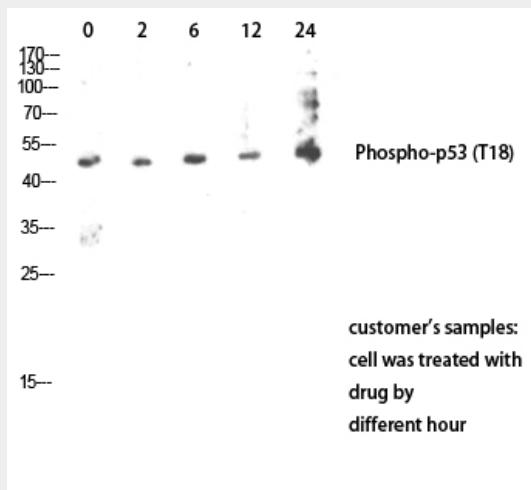 0 2 6 12 24
170---
130---
100---
70---
55---
Phospho-p53 (T18)
40---
35---
25---
customer's samples:
cell was treated with
15---
drug by
different hour